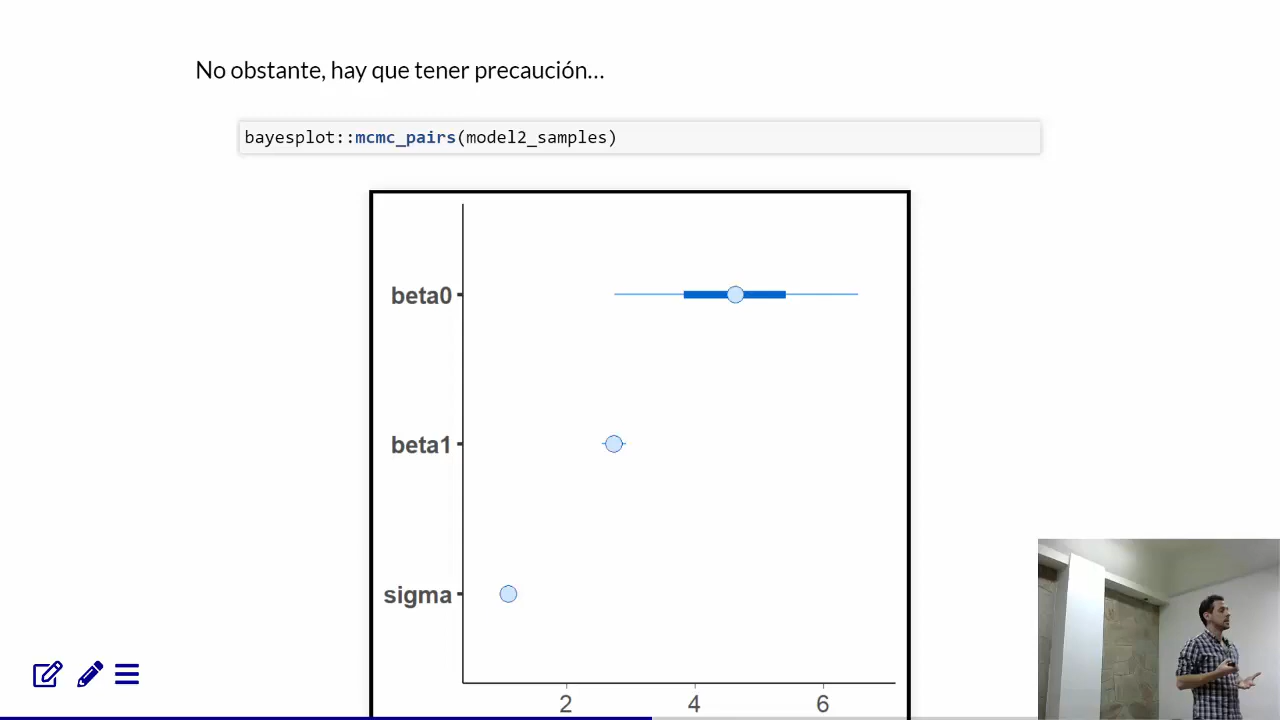 No obstante, hay que tener precaución...
bayesplot::mcmc_pairs(model2_samples)
beta0
beta1
sigma
2 4 6